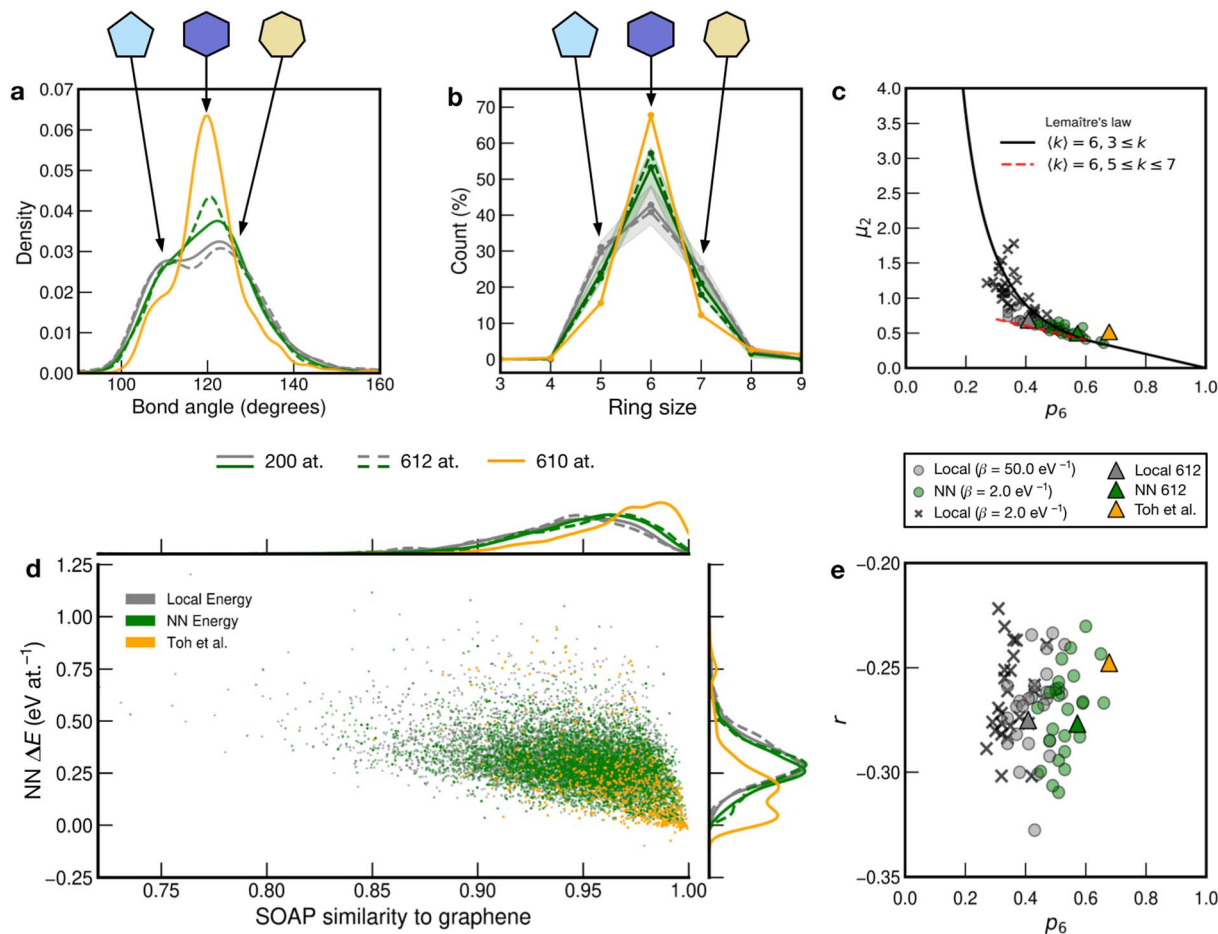 a
0.07
0.06
0.05
0.04
0.03
0.02
0.01
0.00
Density
100
120
140
160
Bond angle (degrees)
b
70
60
50
40
30
20
10
0
Count (%)
3
4
5
6
7
8
9
Ring size
c
4.0
3.5
3.0
2.5
2.0
1.5
1.0
0.5
0.0
μ₂
Lemaître's law
⟨k⟩ = 6, 3 ≤ k
⟨k⟩ = 6, 5 ≤ k ≤ 7
0.0
0.2
0.4
0.6
0.8
1.0
p₆
200 at.
612 at.
610 at.
Local (β = 50.0 eV⁻¹)
NN (β = 2.0 eV⁻¹)
Local (β = 2.0 eV⁻¹)
Local 612
NN 612
Toh et al.
d
1.25
1.00
0.75
0.50
0.25
0.00
−0.25
NN ΔE (eV at.⁻¹)
Local Energy
NN Energy
Toh et al.
0.75
0.80
0.85
0.90
0.95
1.00
SOAP similarity to graphene
e
−0.20
−0.25
−0.30
−0.35
r
0.0
0.2
0.4
0.6
0.8
1.0
p₆